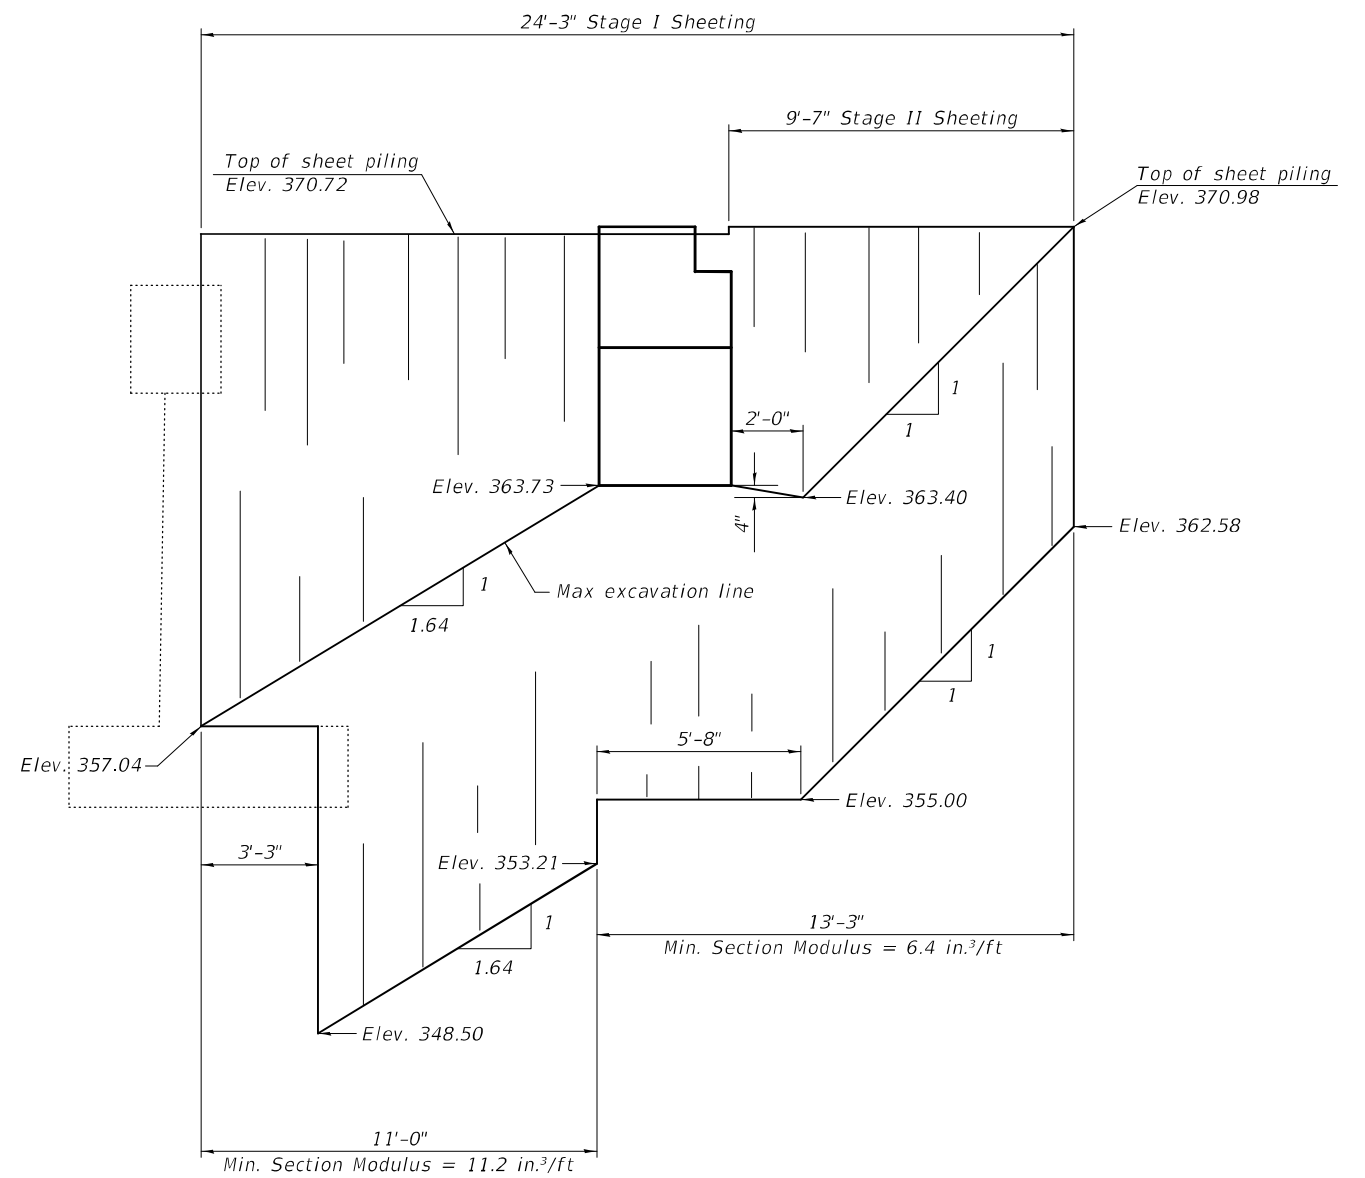 24'-3" Stage I Sheeting
9'-7" Stage II Sheeting
Top of sheet piling
Elev. 370.72
Top of sheet piling
Elev. 370.98
1
1
2'-0"
Elev. 363.73
Elev. 363.40
4"
Elev. 362.58
Max excavation line
1
1.64
1
1
5'-8"
Elev. 357.04
Elev. 355.00
3'-3"
Elev. 353.21
1
1.64
13'-3"
Min. Section Modulus = 6.4 in.³/ft
Elev. 348.50
11'-0"
Min. Section Modulus = 11.2 in.³/ft